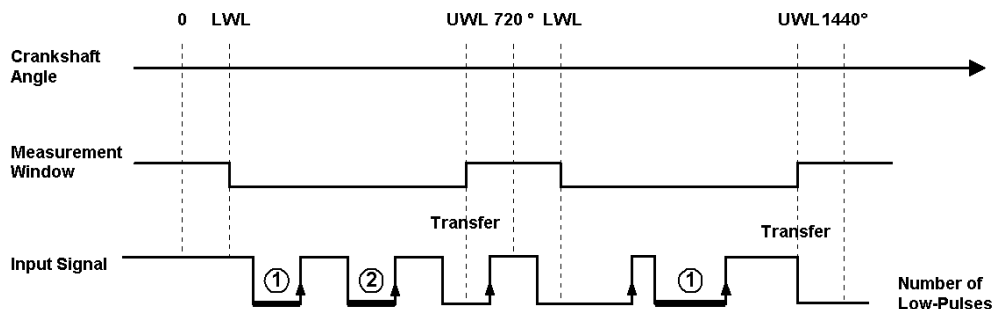 0 LWL UWL 720 ° LWL UWL 1440°
Crankshaft
Angle
Measurement
Window
Transfer
Transfer
Input Signal
1 2 1
Number of
Low-Pulses